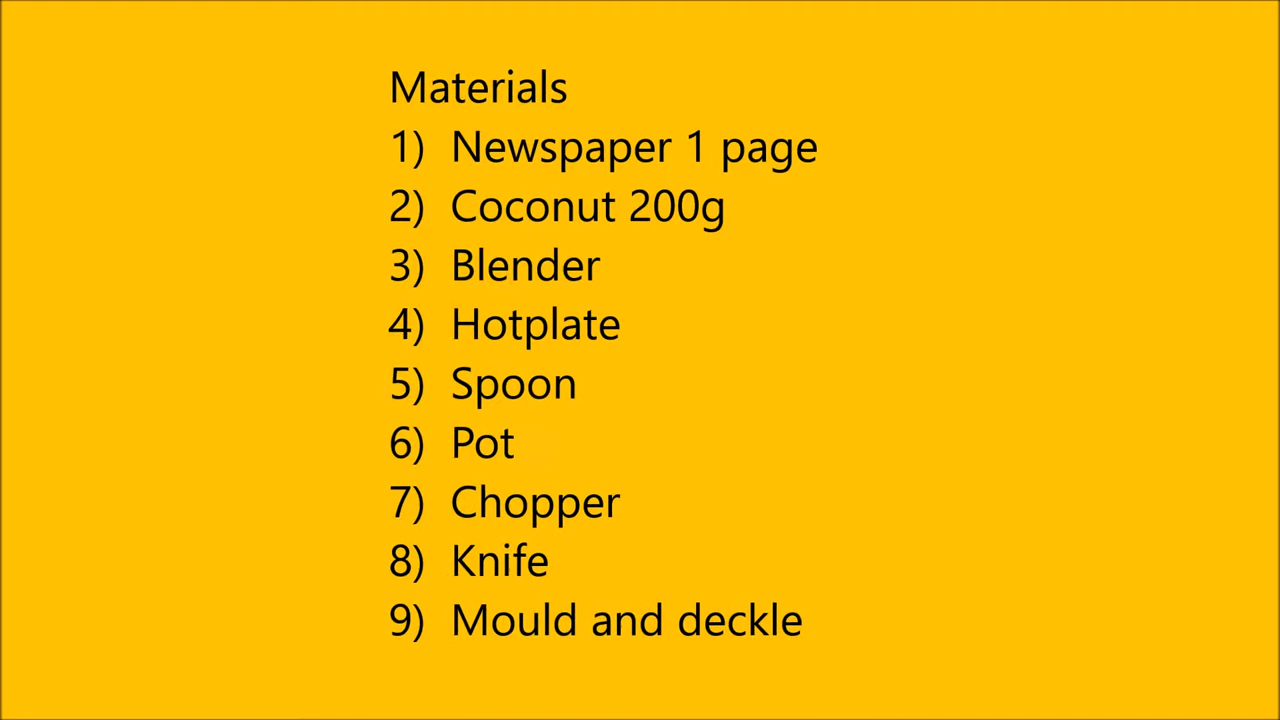 Materials
1) Newspaper 1 page
2) Coconut 200g
3) Blender
4) Hotplate
5) Spoon
6) Pot
7) Chopper
8) Knife
9) Mould and deckle